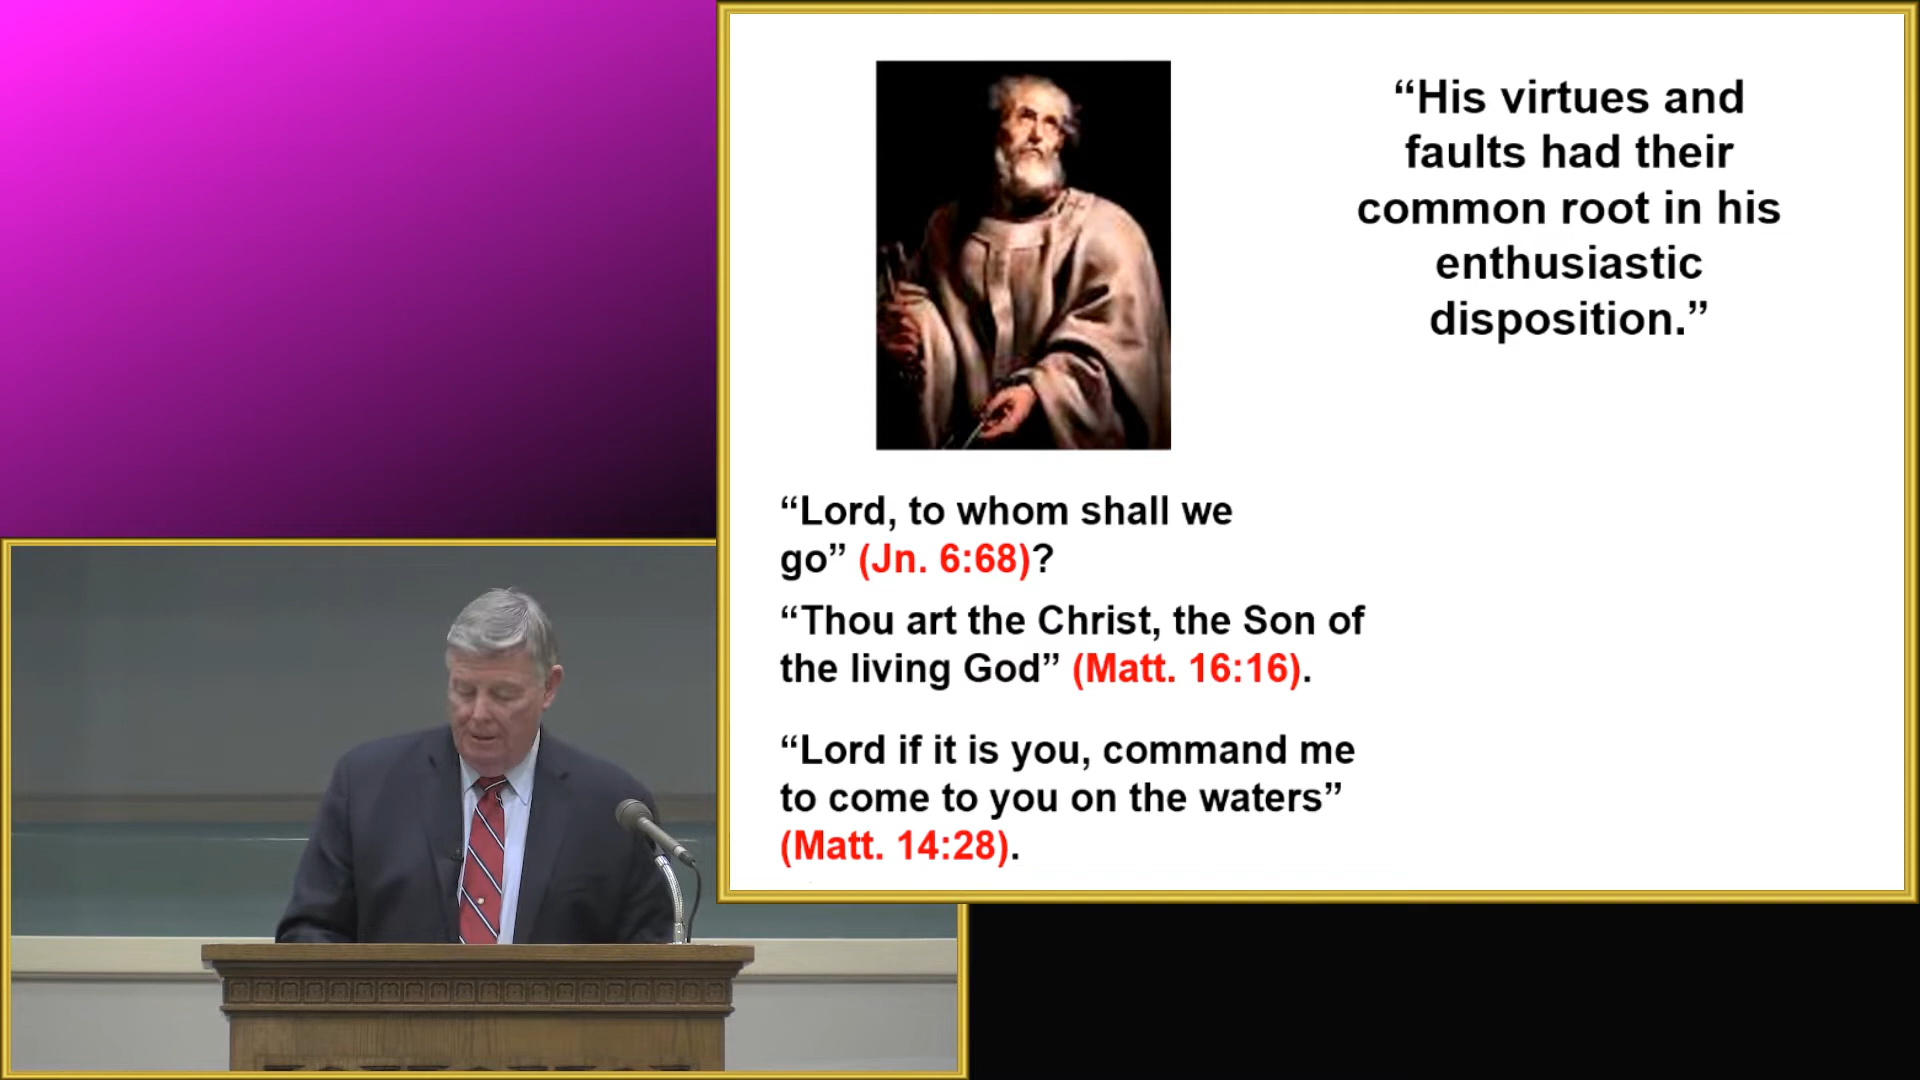 “His virtues and
faults had their
common root in his
enthusiastic
disposition.”
“Lord, to whom shall we
go” (Jn. 6:68)?
“Thou art the Christ, the Son of
the living God” (Matt. 16:16).
“Lord if it is you, command me
to come to you on the waters”
(Matt. 14:28).